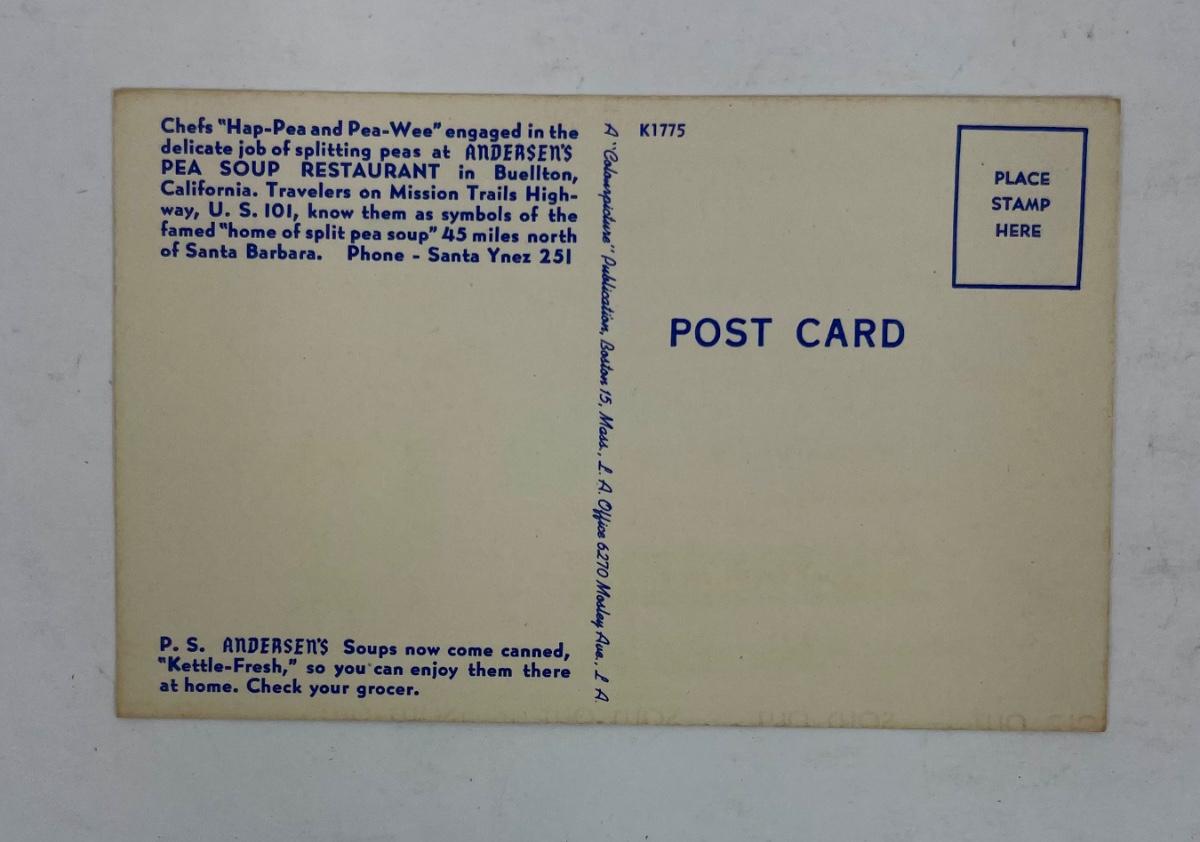 Chefs "Hap-Pea and Pea-Wee" engaged in the
delicate job of splitting peas at ANDERSEN'S
PEA SOUP RESTAURANT in Buellton,
California. Travelers on Mission Trails High-
way, U. S. 101, know them as symbols of the
famed "home of split pea soup" 45 miles north
of Santa Barbara. Phone - Santa Ynez 251
P. S. ANDERSEN'S Soups now come canned,
"Kettle-Fresh," so you can enjoy them there
at home. Check your grocer.
A "Colourpicture" Publication, Boston 15, Mass., L. A. Office 6270 Mosley Ave., L A.
K1775
PLACE
STAMP
HERE
POST CARD